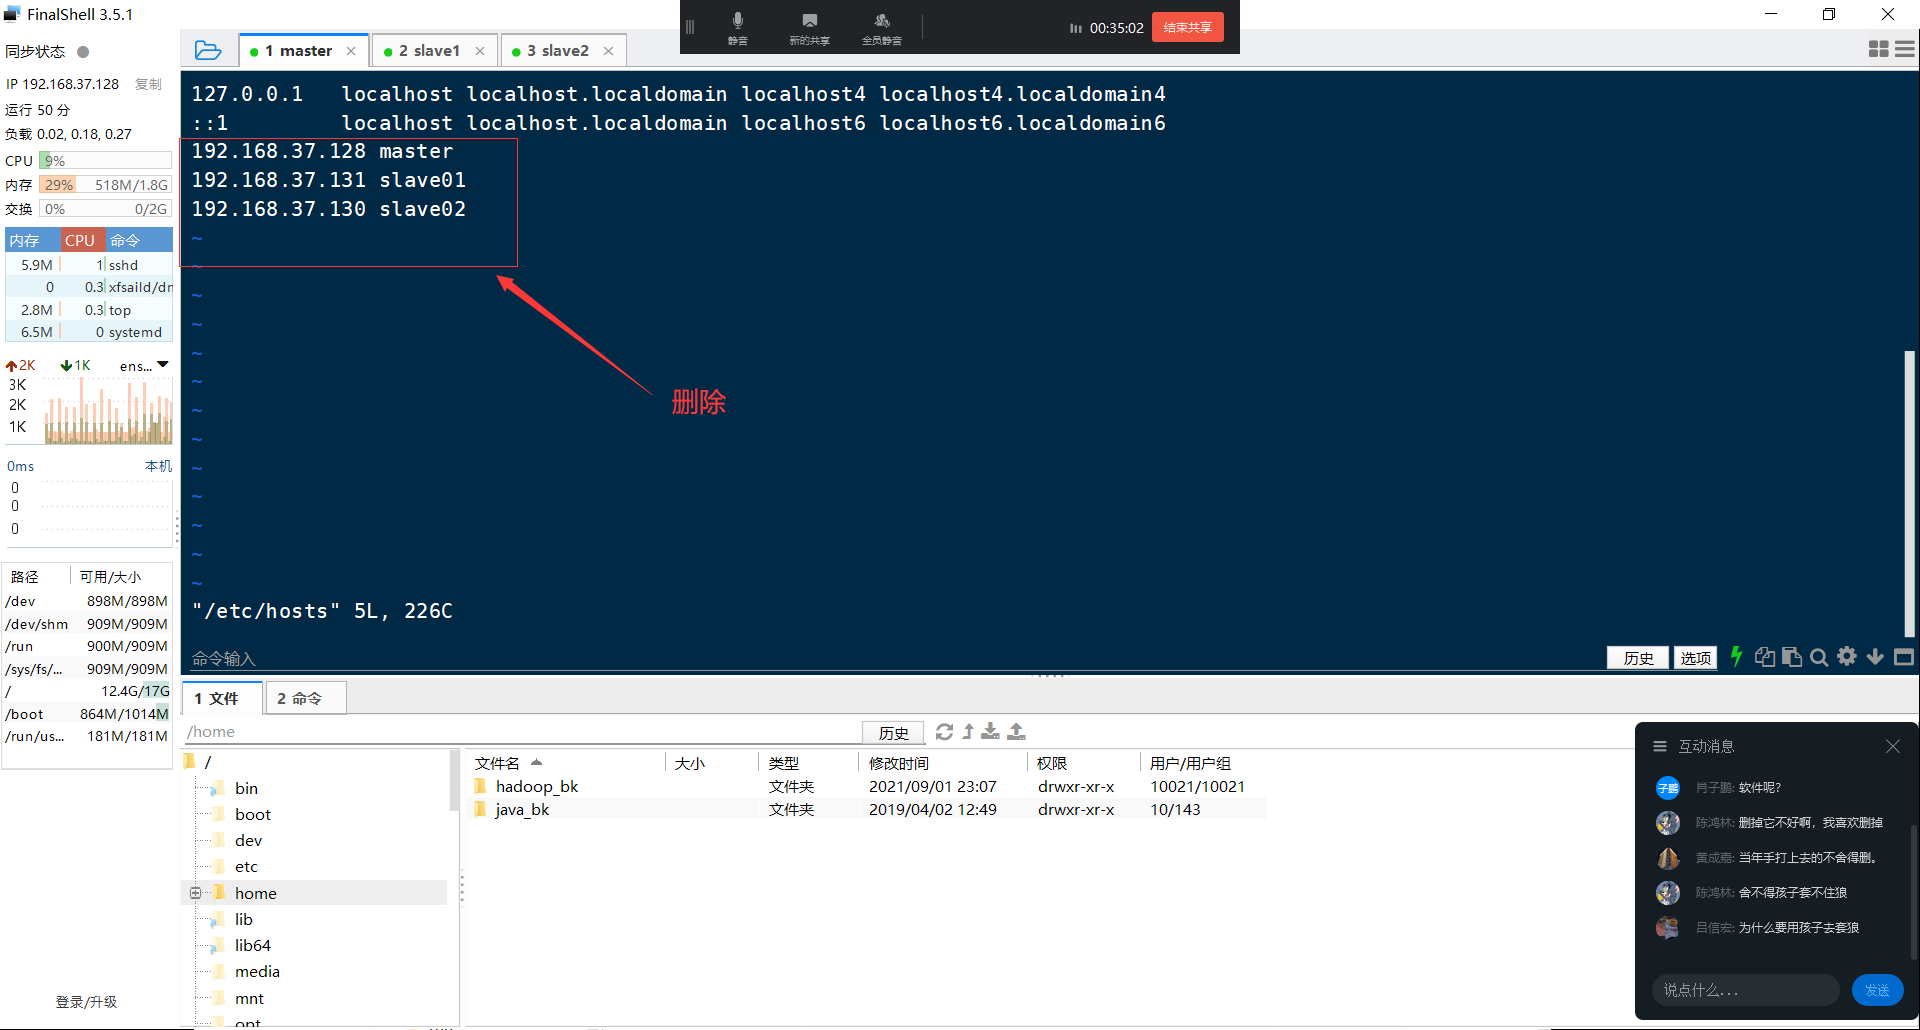 FinalShell 3.5.1
静音
新的共享
全员静音
00:35:02
结束共享
同步状态
1 master
2 slave1
3 slave2
IP 192.168.37.128
复制
运行 50 分
负载 0.02, 0.18, 0.27
CPU 9%
内存 29% 518M/1.8G
交换 0% 0/2G
内存 CPU 命令
5.9M 1 sshd
0 0.3 xfsaild/dr
2.8M 0.3 top
6.5M 0 systemd
2K 1K ens...
3K
2K
1K
0ms 本机
0
0
0
路径 可用/大小
/dev 898M/898M
/dev/shm 909M/909M
/run 900M/909M
/sys/fs/... 909M/909M
/ 12.4G/17G
/boot 864M/1014M
/run/us... 181M/181M
登录/升级
127.0.0.1 localhost localhost.localdomain localhost4 localhost4.localdomain4
::1 localhost localhost.localdomain localhost6 localhost6.localdomain6
192.168.37.128 master
192.168.37.131 slave01
192.168.37.130 slave02
~
~
~
~
~
~
~
~
~
~
~
~
~
删除
"/etc/hosts" 5L, 226C
命令输入
历史
选项
1 文件
2 命令
/home
历史
/
bin
boot
dev
etc
home
lib
lib64
media
mnt
opt
文件名 大小 类型 修改时间 权限 用户/用户组
hadoop_bk 文件夹 2021/09/01 23:07 drwxr-xr-x 10021/10021
java_bk 文件夹 2019/04/02 12:49 drwxr-xr-x 10/143
互动消息
子鹏
肖子鹏: 软件呢?
陈鸿林: 删掉它不好啊，我喜欢删掉
黄成嘉: 当年手打上去的不舍得删。
陈鸿林: 舍不得孩子套不住狼
吕信宏: 为什么要用孩子去套狼
说点什么...
发送